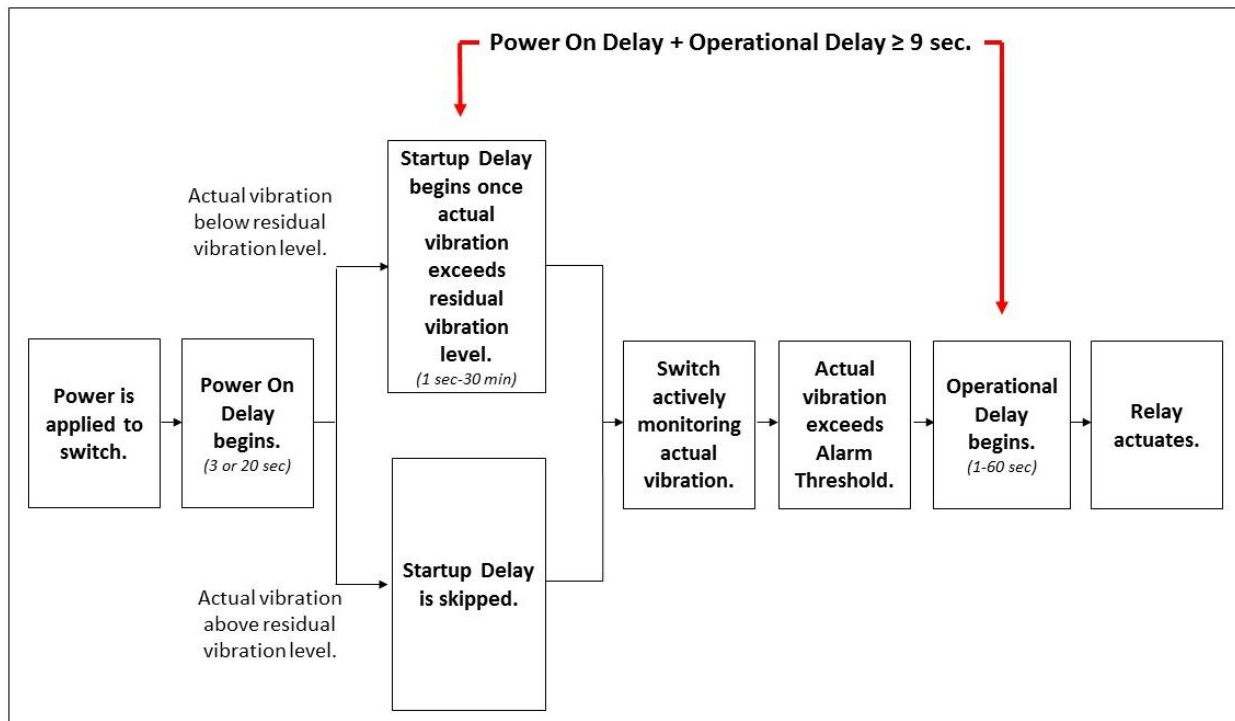 Power On Delay + Operational Delay ≥ 9 sec.
Actual vibration
below residual
vibration level.
Startup Delay
begins once
actual
vibration
exceeds
residual
vibration
level.
(1 sec-30 min)
Power is
applied to
switch.
Power On
Delay
begins.
(3 or 20 sec)
Switch
actively
monitoring
actual
vibration.
Actual
vibration
exceeds
Alarm
Threshold.
Operational
Delay
begins.
(1-60 sec)
Relay
actuates.
Actual vibration
above residual
vibration level.
Startup Delay
is skipped.